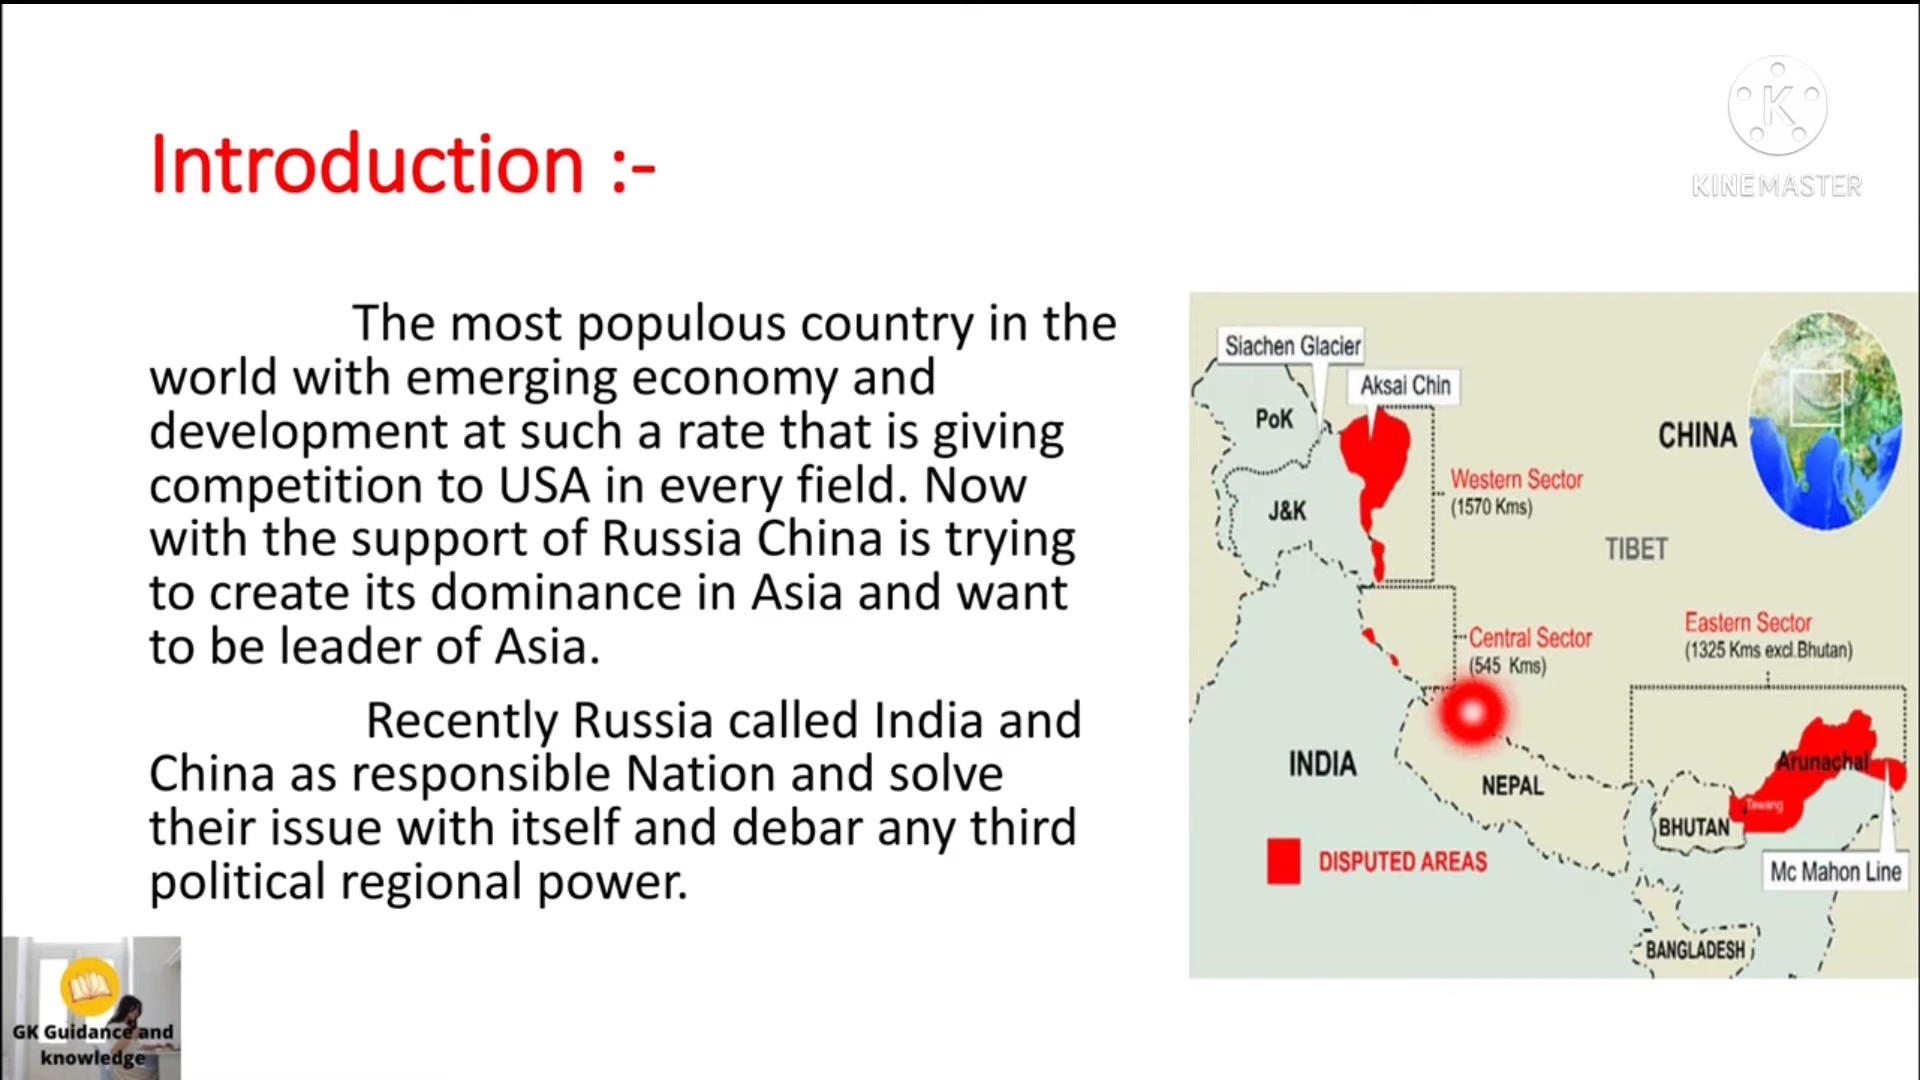 Introduction :-
KINEMASTER
The most populous country in the
world with emerging economy and
development at such a rate that is giving
competition to USA in every field. Now
with the support of Russia China is trying
to create its dominance in Asia and want
to be leader of Asia.
Recently Russia called India and
China as responsible Nation and solve
their issue with itself and debar any third
political regional power.
Siachen Glacier
Aksai Chin
PoK
CHINA
Western Sector
(1570 Kms)
J&K
TIBET
Eastern Sector
(1325 Kms excl.Bhutan)
Central Sector
(545 Kms)
INDIA
NEPAL
Arunachal
Tawang
BHUTAN
DISPUTED AREAS
Mc Mahon Line
BANGLADESH
GK Guidance and
knowledge